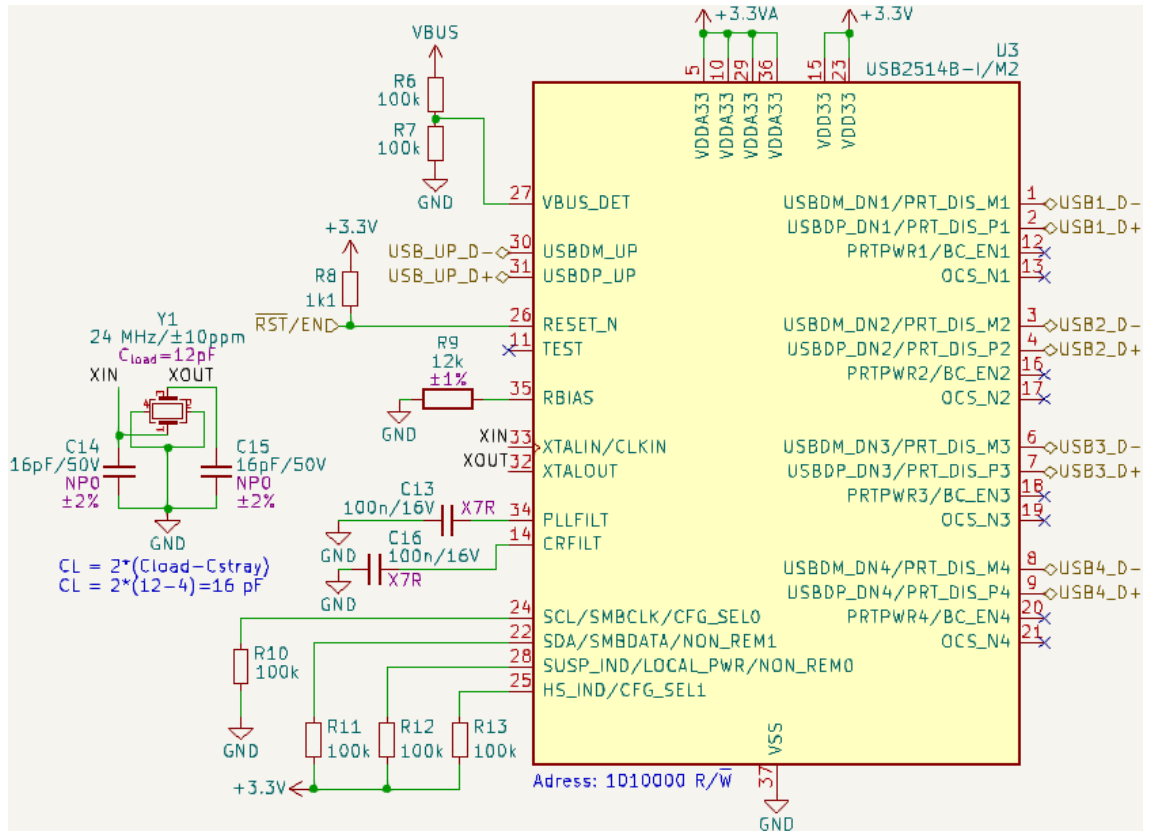 +3.3VA
+3.3V
VBUS
U3
USB2514B-I/M2
R6
100k
R7
100k
GND
5
10
29
36
15
23
VDDA33
VDDA33
VDDA33
VDDA33
VDD33
VDD33
27
VBUS_DET
USBDM_DN1/PRT_DIS_M1
1
USB1_D-
USBDP_DN1/PRT_DIS_P1
2
USB1_D+
PRTPWR1/BC_EN1
12
OCS_N1
13
+3.3V
USB_UP_D-
30
USBDM_UP
USB_UP_D+
31
USBDP_UP
R8
1k1
RST/EN
26
RESET_N
11
TEST
USBDM_DN2/PRT_DIS_M2
3
USB2_D-
USBDP_DN2/PRT_DIS_P2
4
USB2_D+
PRTPWR2/BC_EN2
16
OCS_N2
17
Y1
24 MHz/±10ppm
Cload=12pF
XIN
XOUT
4
3
2
1
R9
12k
±1%
35
RBIAS
GND
C14
16pF/50V
NP0
±2%
C15
16pF/50V
NP0
±2%
GND
CL = 2*(Cload-Cstray)
CL = 2*(12-4)=16 pF
XIN
33
XTALIN/CLKIN
XOUT
32
XTALOUT
USBDM_DN3/PRT_DIS_M3
6
USB3_D-
USBDP_DN3/PRT_DIS_P3
7
USB3_D+
PRTPWR3/BC_EN3
18
OCS_N3
19
C13
100n/16V
X7R
34
PLLFILT
GND
C16
100n/16V
X7R
14
CRFILT
GND
USBDM_DN4/PRT_DIS_M4
8
USB4_D-
USBDP_DN4/PRT_DIS_P4
9
USB4_D+
PRTPWR4/BC_EN4
20
OCS_N4
21
24
SCL/SMBCLK/CFG_SEL0
22
SDA/SMBDATA/NON_REM1
28
SUSP_IND/LOCAL_PWR/NON_REM0
25
HS_IND/CFG_SEL1
R10
100k
GND
R11
100k
R12
100k
R13
100k
+3.3V
VSS
37
GND
Adress: 1010000 R/W